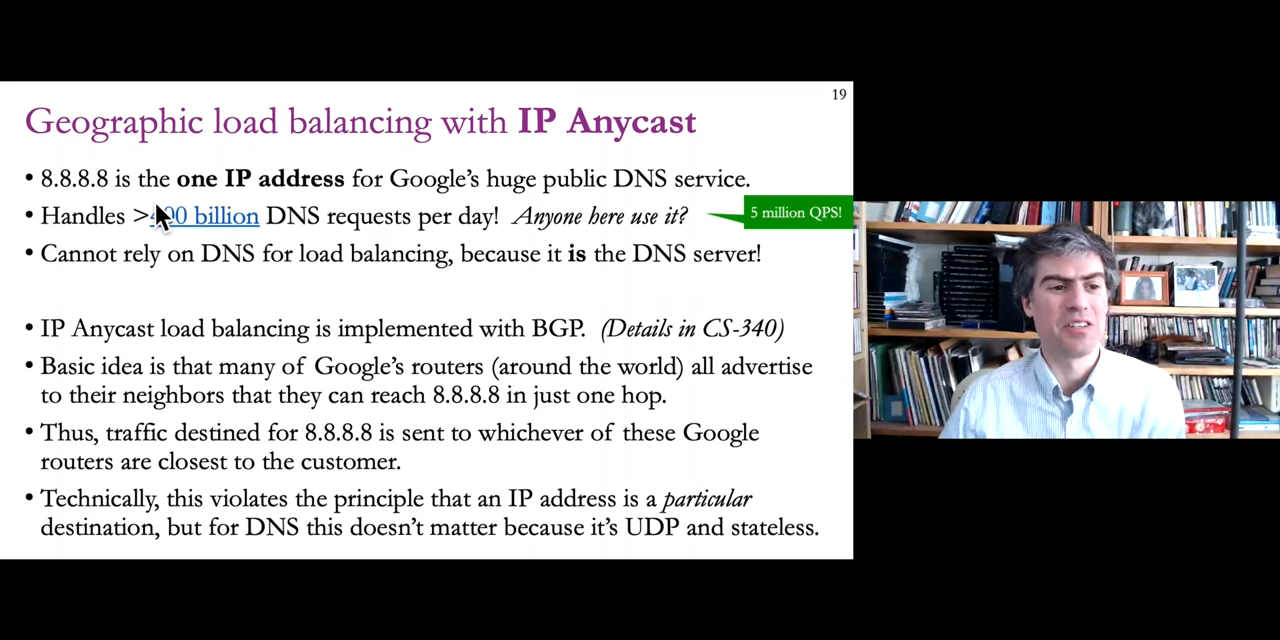 19
Geographic load balancing with IP Anycast
• 8.8.8.8 is the one IP address for Google's huge public DNS service.
• Handles >400 billion DNS requests per day! Anyone here use it?
5 million QPS!
• Cannot rely on DNS for load balancing, because it is the DNS server!
• IP Anycast load balancing is implemented with BGP. (Details in CS-340)
• Basic idea is that many of Google's routers (around the world) all advertise
to their neighbors that they can reach 8.8.8.8 in just one hop.
• Thus, traffic destined for 8.8.8.8 is sent to whichever of these Google
routers are closest to the customer.
• Technically, this violates the principle that an IP address is a particular
destination, but for DNS this doesn't matter because it's UDP and stateless.